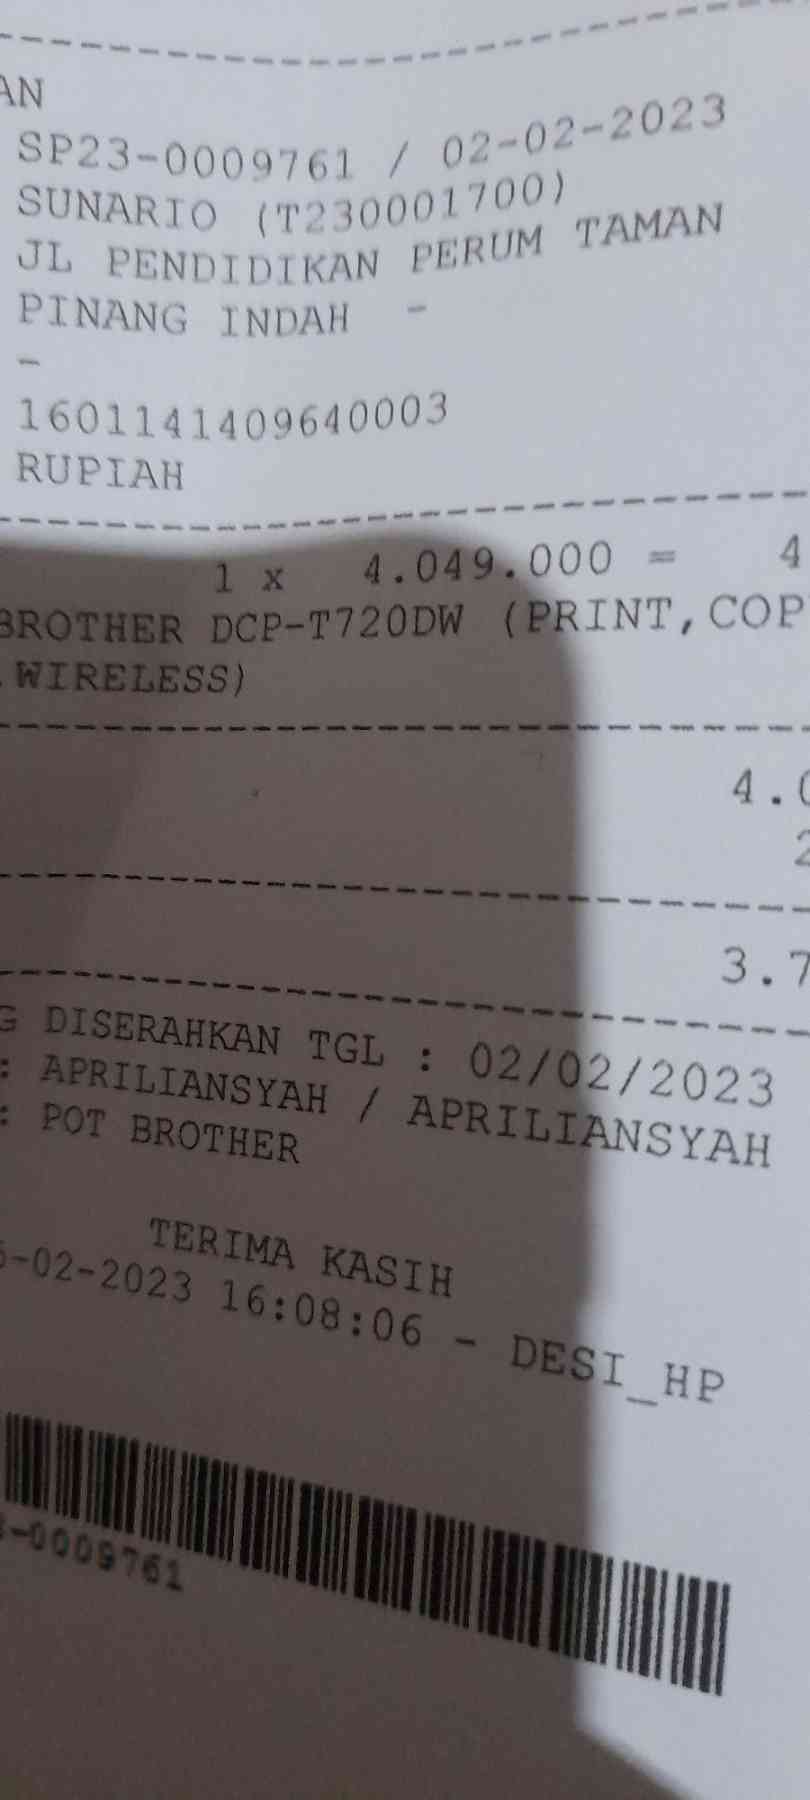 AN
SP23-0009761 / 02-02-2023
SUNARIO (T230001700)
JL PENDIDIKAN PERUM TAMAN
PINANG INDAH -
-
1601141409640003
RUPIAH
1 x 4.049.000 = 4
BROTHER DCP-T720DW (PRINT,COP
.WIRELESS)
4.0
2
3.7
G DISERAHKAN TGL : 02/02/2023
: APRILIANSYAH / APRILIANSYAH
: POT BROTHER
TERIMA KASIH
-02-2023 16:08:06 - DESI_HP
-0009761